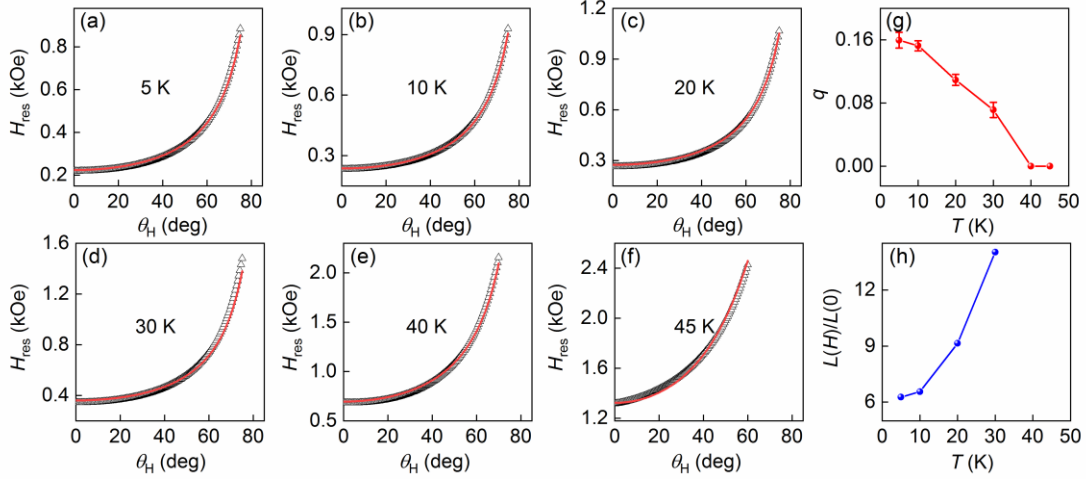 (a)
5 K
H_res (kOe)
0.8
0.6
0.4
0.2
0 20 40 60 80
θ_H (deg)
(b)
10 K
H_res (kOe)
0.9
0.6
0.3
0 20 40 60 80
θ_H (deg)
(c)
20 K
H_res (kOe)
1.2
0.9
0.6
0.3
0 20 40 60 80
θ_H (deg)
(g)
q
0.16
0.08
0.00
0 10 20 30 40 50
T (K)
(d)
30 K
H_res (kOe)
1.6
1.2
0.8
0.4
0 20 40 60 80
θ_H (deg)
(e)
40 K
H_res (kOe)
2.0
1.5
1.0
0.5
0 20 40 60 80
θ_H (deg)
(f)
45 K
H_res (kOe)
2.4
2.0
1.6
1.2
0 20 40 60 80
θ_H (deg)
(h)
L(H)/L(0)
12
9
6
0 10 20 30 40 50
T (K)